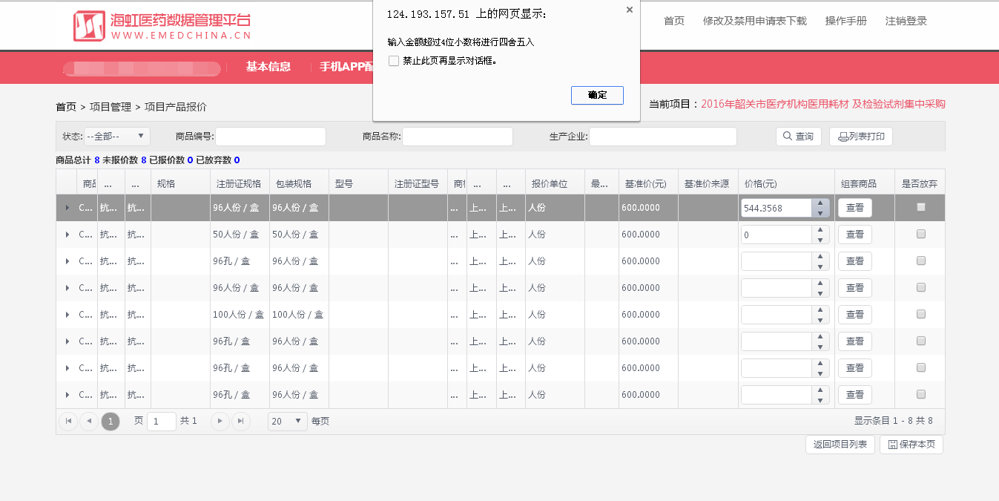 海虹医药数据管理平台
WWW.EMEDCHINA.CN
124.193.157.51 上的网页显示:
输入金额超过4位小数将进行四舍五入
禁止此页再显示对话框。
确定
首页 修改及禁用申请表下载 操作手册 注销登录
基本信息 手机APP配
首页 > 项目管理 > 项目产品报价
当前项目：2016年韶关市医疗机构医用耗材 及检验试剂集中采购
状态: --全部-- 商品编号: 商品名称: 生产企业: 查询 列表打印
商品总计 8 未报价数 8 已报价数 0 已放弃数 0
商品 ... ... 规格 注册证规格 包装规格 型号 注册证型号 商 ... ... 报价单位 最... 基准价(元) 基准价来源 价格(元) 组套商品 是否放弃
C... 抗... 抗... 96人份 / 盒 96人份 / 盒 ... 上... 上... 人份 600.0000 544.3568 查看
C... 抗... 抗... 50人份 / 盒 50人份 / 盒 ... 上... 上... 人份 600.0000 0 查看
C... 抗... 抗... 96孔 / 盒 96人份 / 盒 ... 上... 上... 人份 600.0000 查看
C... 抗... 抗... 96人份 / 盒 96人份 / 盒 ... 上... 上... 人份 600.0000 查看
C... 抗... 抗... 100人份 / 盒 100人份 / 盒 ... 上... 上... 人份 600.0000 查看
C... 抗... 抗... 96孔 / 盒 96人份 / 盒 ... 上... 上... 人份 600.0000 查看
C... 抗... 抗... 96孔 / 盒 96人份 / 盒 ... 上... 上... 人份 600.0000 查看
C... 抗... 抗... 96孔 / 盒 96人份 / 盒 ... 上... 上... 人份 600.0000 查看
1 页 1 共 1 20 每页 显示条目 1 - 8 共 8
返回项目列表 保存本页